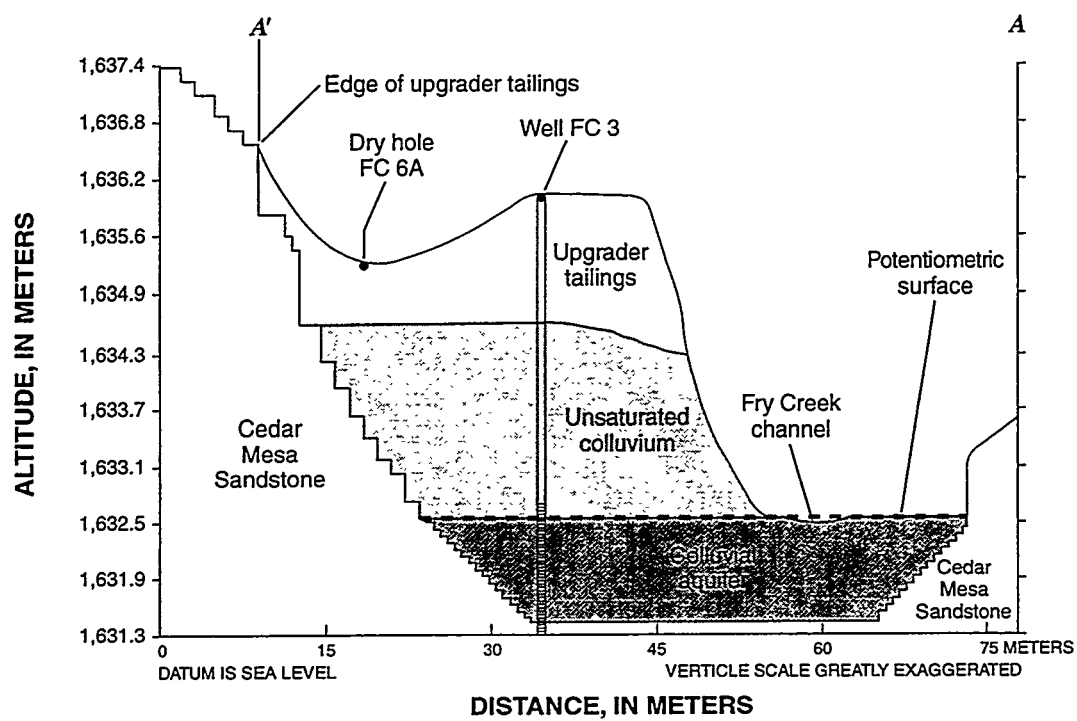 A′
A
1,637.4
1,636.8
1,636.2
1,635.6
1,634.9
1,634.3
1,633.7
1,633.1
1,632.5
1,631.9
1,631.3
ALTITUDE, IN METERS
Edge of upgrader tailings
Dry hole
FC 6A
Well FC 3
Upgrader
tailings
Potentiometric
surface
Unsaturated
colluvium
Fry Creek
channel
Cedar
Mesa
Sandstone
Colluvial
aquifer
Cedar
Mesa
Sandstone
0
15
30
45
60
75 METERS
DATUM IS SEA LEVEL
VERTICLE SCALE GREATLY EXAGGERATED
DISTANCE, IN METERS